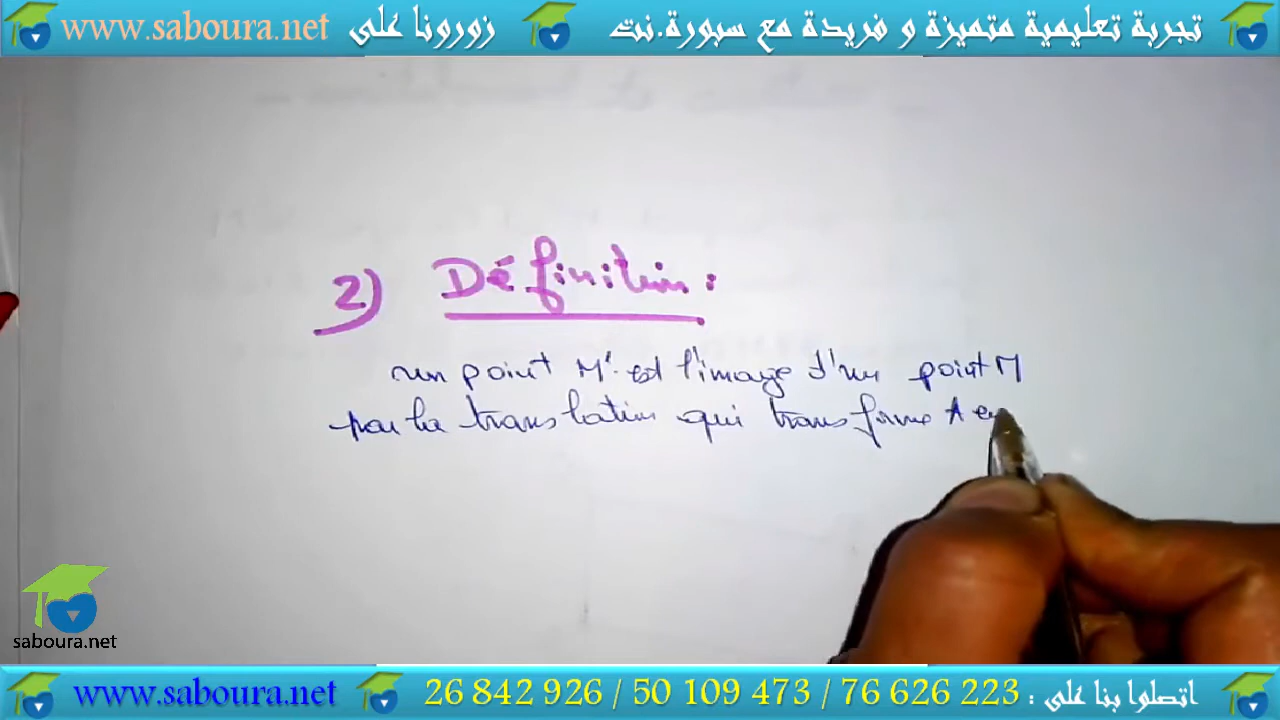 تجربة تعليمية متميزة و فريدة مع سبورة.نت زورونا على www.saboura.net
2) Définition :
un point M' est l'image d'un point M
par la translation qui transforme A en
saboura.net
اتصلوا بنا على : 26 842 926 / 50 109 473 / 76 626 223 www.saboura.net